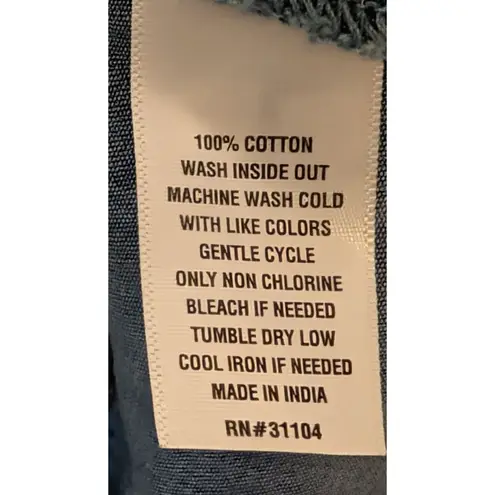 100% COTTON
WASH INSIDE OUT
MACHINE WASH COLD
WITH LIKE COLORS
GENTLE CYCLE
ONLY NON CHLORINE
BLEACH IF NEEDED
TUMBLE DRY LOW
COOL IRON IF NEEDED
MADE IN INDIA
RN#31104